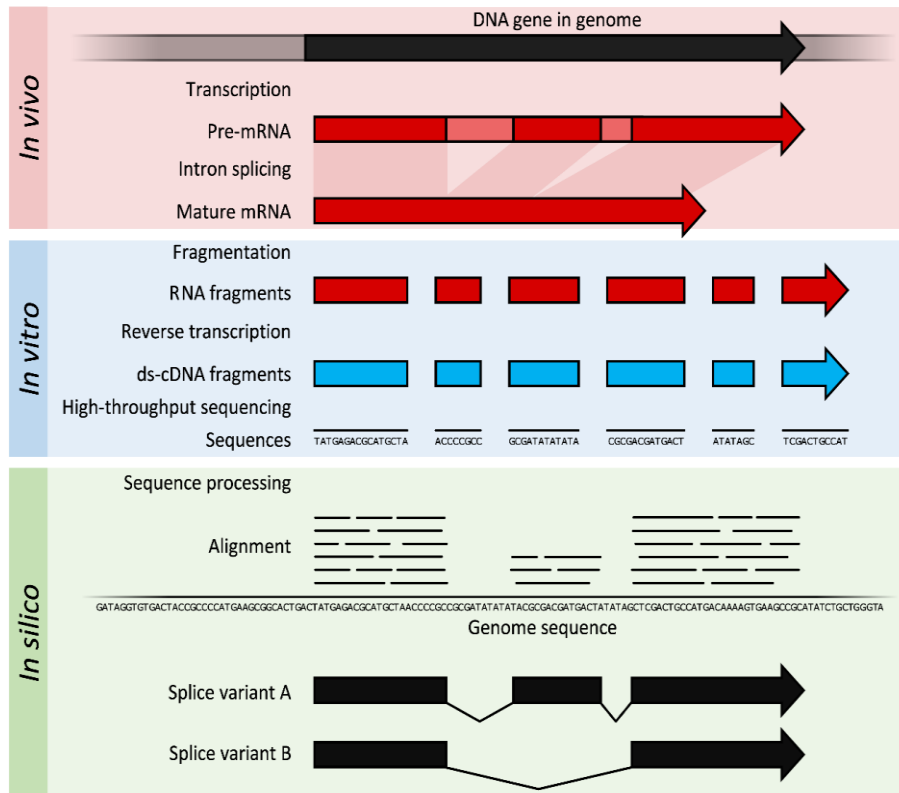 In vivo
DNA gene in genome
Transcription
Pre-mRNA
Intron splicing
Mature mRNA
In vitro
Fragmentation
RNA fragments
Reverse transcription
ds-cDNA fragments
High-throughput sequencing
Sequences TATGAGACGCATGCTA ACCCCGCC GCGATATATATA CGCGACGATGACT ATATAGC TCGACTGCCAT
In silico
Sequence processing
Alignment
GATAGGTGTGACTACCGCCCCATGAAGCGGCACTGACTATGAGACGCATGCTAACCCCGCCGCGATATATATACGCGACGATGACTATATAGCTCGACTGCCATGACAAAAGTGAAGCCGCATATCTGCTGGGTA
Genome sequence
Splice variant A
Splice variant B